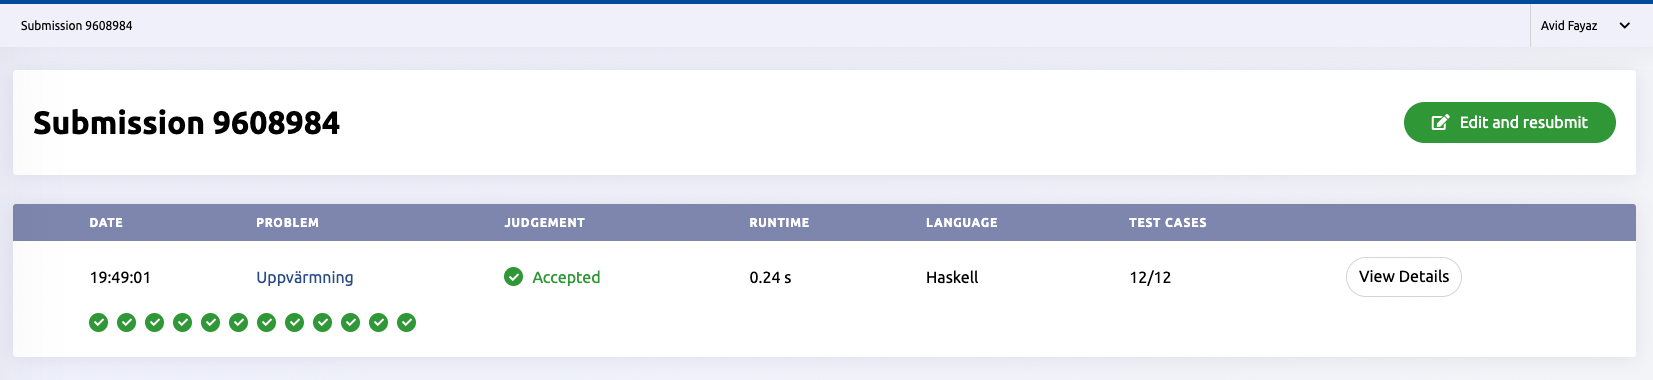 Submission 9608984 Avid Fayaz
Submission 9608984 Edit and resubmit
DATE PROBLEM JUDGEMENT RUNTIME LANGUAGE TEST CASES
19:49:01 Uppvärmning Accepted 0.24 s Haskell 12/12 View Details